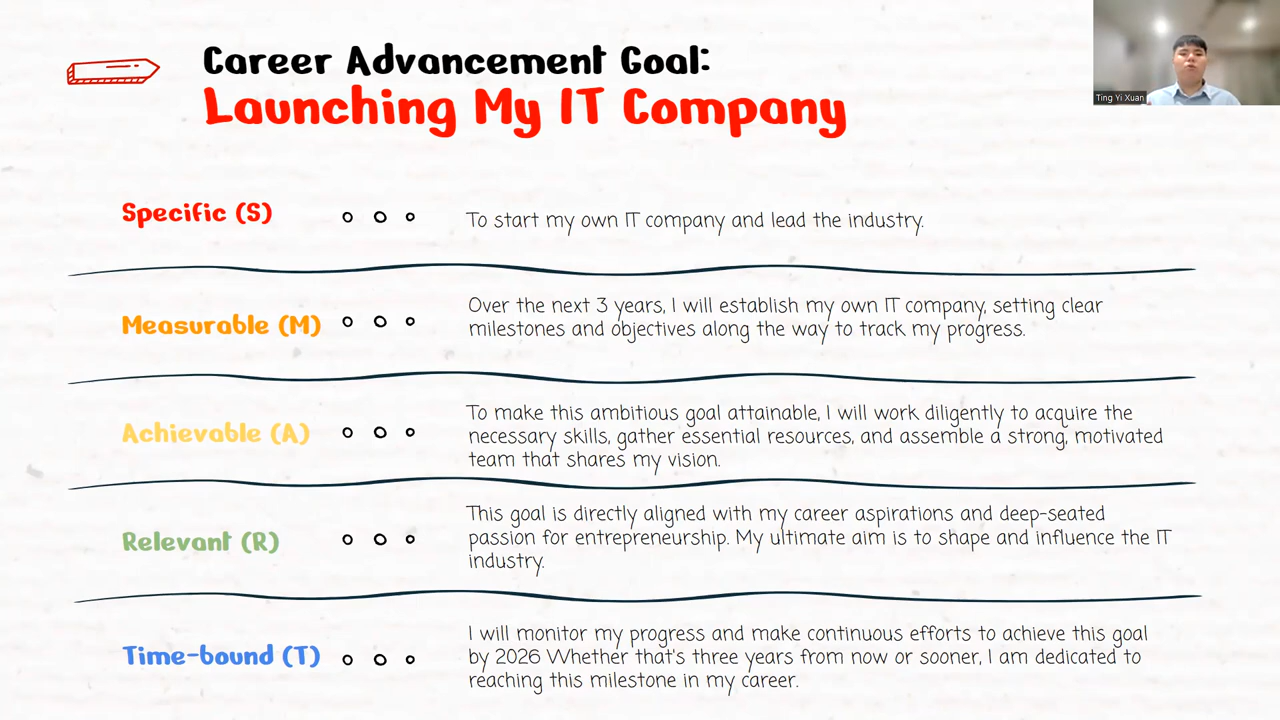 Career Advancement Goal:
Launching My IT Company
Ting Yi Xuan
Specific (S)
To start my own IT company and lead the industry.
Measurable (M)
Over the next 3 years, I will establish my own IT company, setting clear
milestones and objectives along the way to track my progress.
Achievable (A)
To make this ambitious goal attainable, I will work diligently to acquire the
necessary skills, gather essential resources, and assemble a strong, motivated
team that shares my vision.
Relevant (R)
This goal is directly aligned with my career aspirations and deep-seated
passion for entrepreneurship. My ultimate aim is to shape and influence the IT
industry.
Time-bound (T)
I will monitor my progress and make continuous efforts to achieve this goal
by 2026 Whether that's three years from now or sooner, I am dedicated to
reaching this milestone in my career.